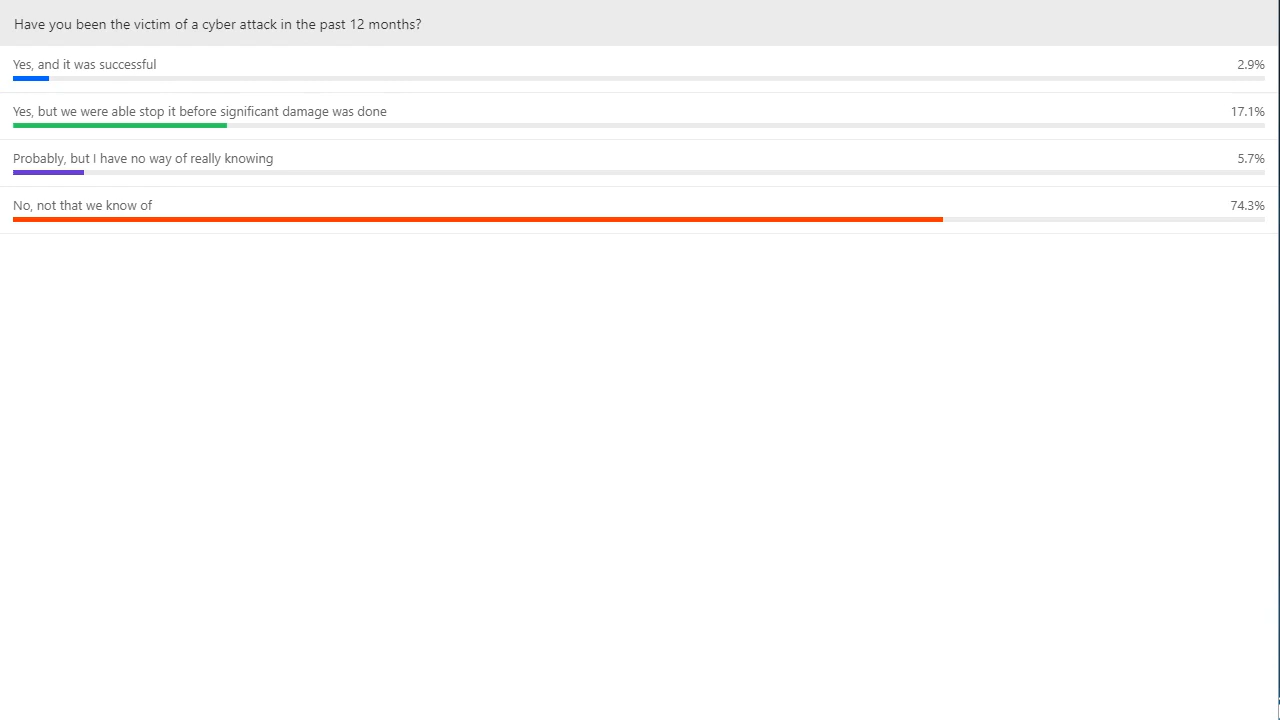 Have you been the victim of a cyber attack in the past 12 months?
Yes, and it was successful 2.9%
Yes, but we were able stop it before significant damage was done 17.1%
Probably, but I have no way of really knowing 5.7%
No, not that we know of 74.3%